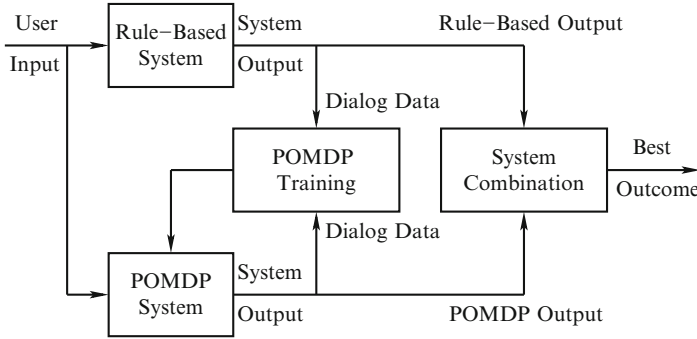 User
Input
Rule−Based
System
System
Output
Rule−Based Output
Dialog Data
POMDP
Training
System
Combination
Best
Outcome
Dialog Data
POMDP
System
System
Output
POMDP Output